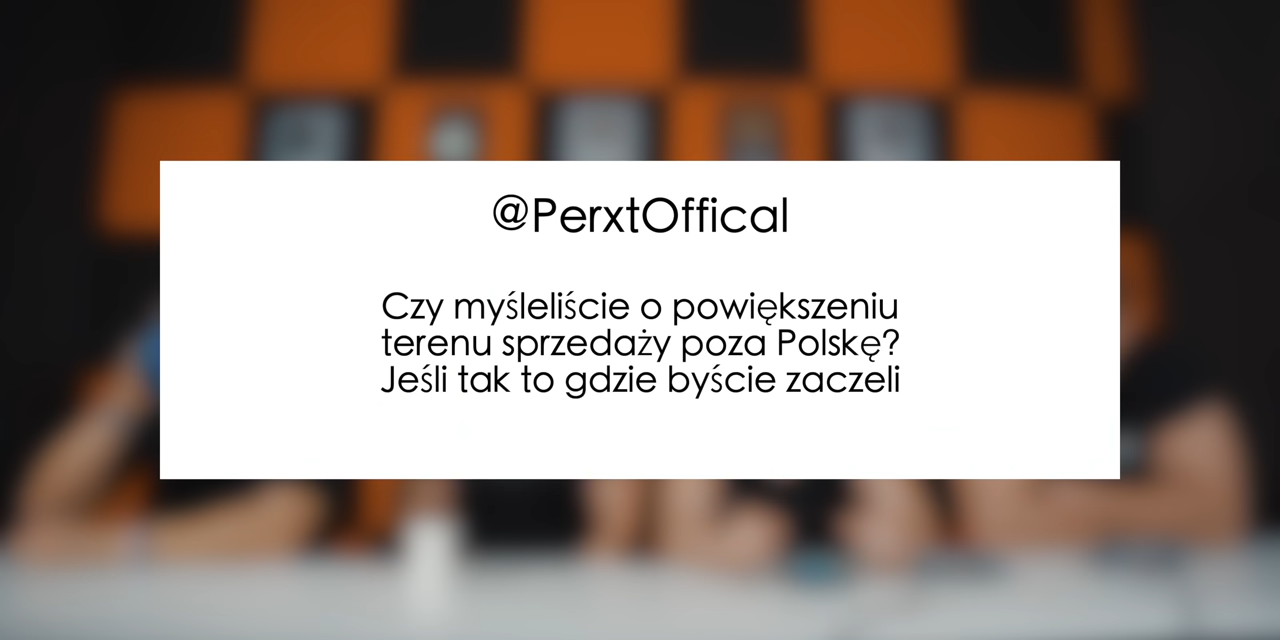 @PerxtOffical
Czy myśleliście o powiększeniu
terenu sprzedaży poza Polskę?
Jeśli tak to gdzie byście zaczeli